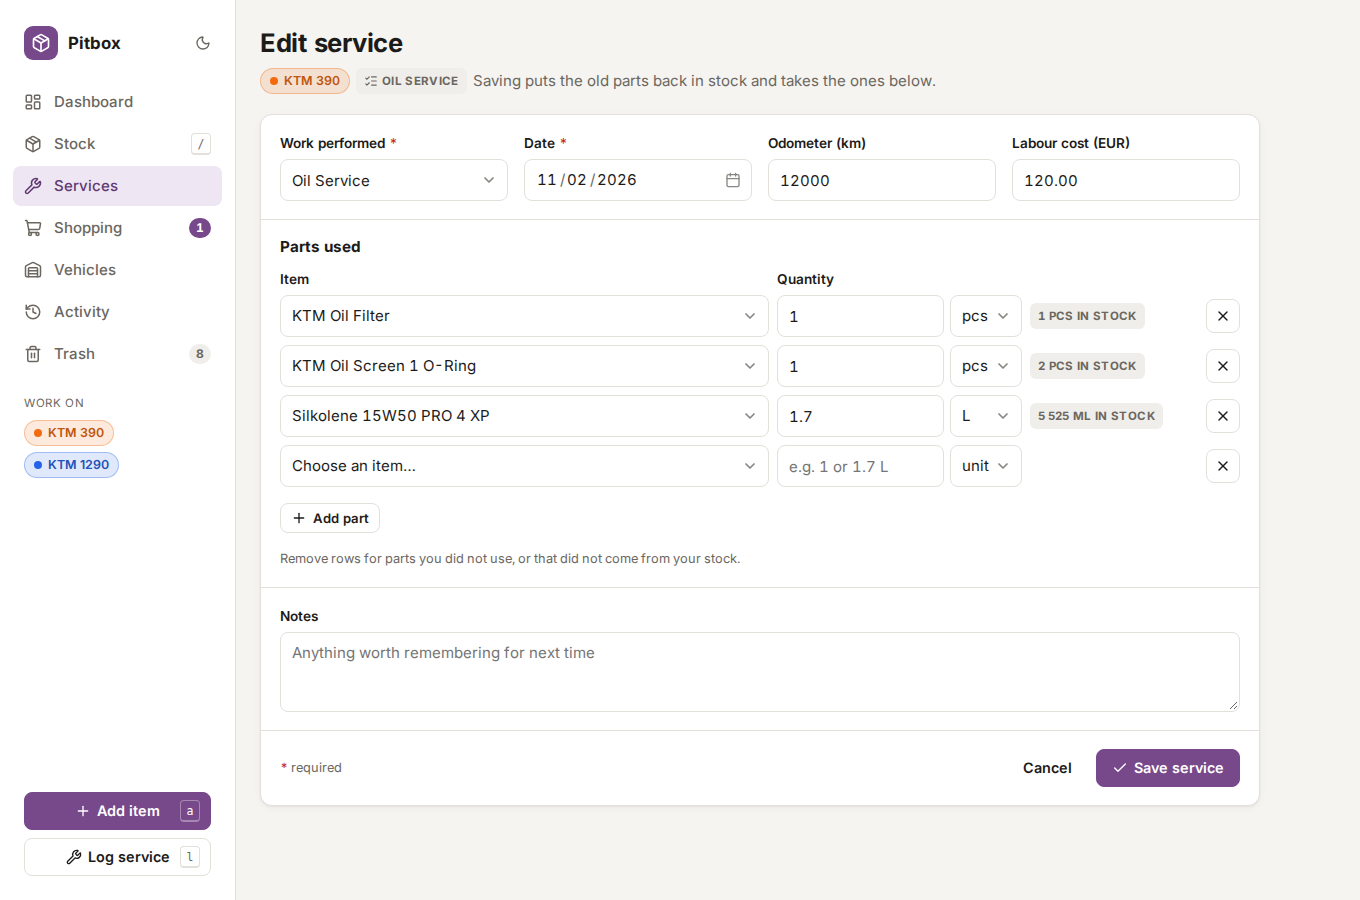 Pitbox
Dashboard
Stock /
Services
Shopping 1
Vehicles
Activity
Trash 8
WORK ON
KTM 390
KTM 1290
Add item a
Log service l
Edit service
KTM 390 OIL SERVICE Saving puts the old parts back in stock and takes the ones below.
Work performed * Date * Odometer (km) Labour cost (EUR)
Oil Service 11/02/2026 12000 120.00
Parts used
Item Quantity
KTM Oil Filter 1 pcs 1 PCS IN STOCK
KTM Oil Screen 1 O-Ring 1 pcs 2 PCS IN STOCK
Silkolene 15W50 PRO 4 XP 1.7 L 5 525 ML IN STOCK
Choose an item... e.g. 1 or 1.7 L unit
Add part
Remove rows for parts you did not use, or that did not come from your stock.
Notes
Anything worth remembering for next time
* required Cancel Save service